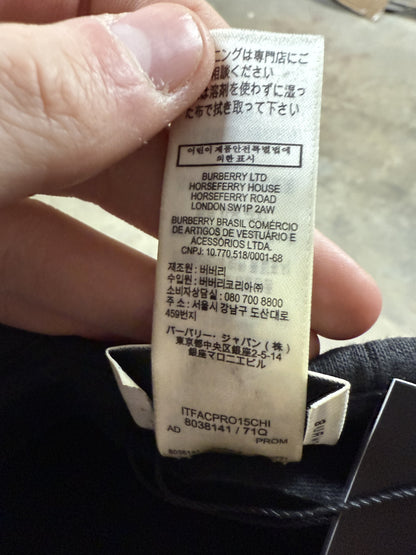 ニングは専門店にご
相談ください
は溶剤を使わずに湿っ
た布で拭き取って下さい
어린이 제품안전특별법에
의한 표시
BURBERRY LTD
HORSEFERRY HOUSE
HORSEFERRY ROAD
LONDON SW1P 2AW
BURBERRY BRASIL COMÉRCIO
DE ARTIGOS DE VESTUÁRIO E
ACESSÓRIOS LTDA.
CNPJ: 10.770.518/0001-68
제조원 : 버버리
수입원 : 버버리코리아㈜
소비자상담실 : 080 700 8800
주소 : 서울시 강남구 도산대로
459번지
バーバリー・ジャパン(株)
東京都中央区銀座2-5-14
銀座マロニエビル
ITFACPRO15CHI
8038141 / 71Q
AD PROM